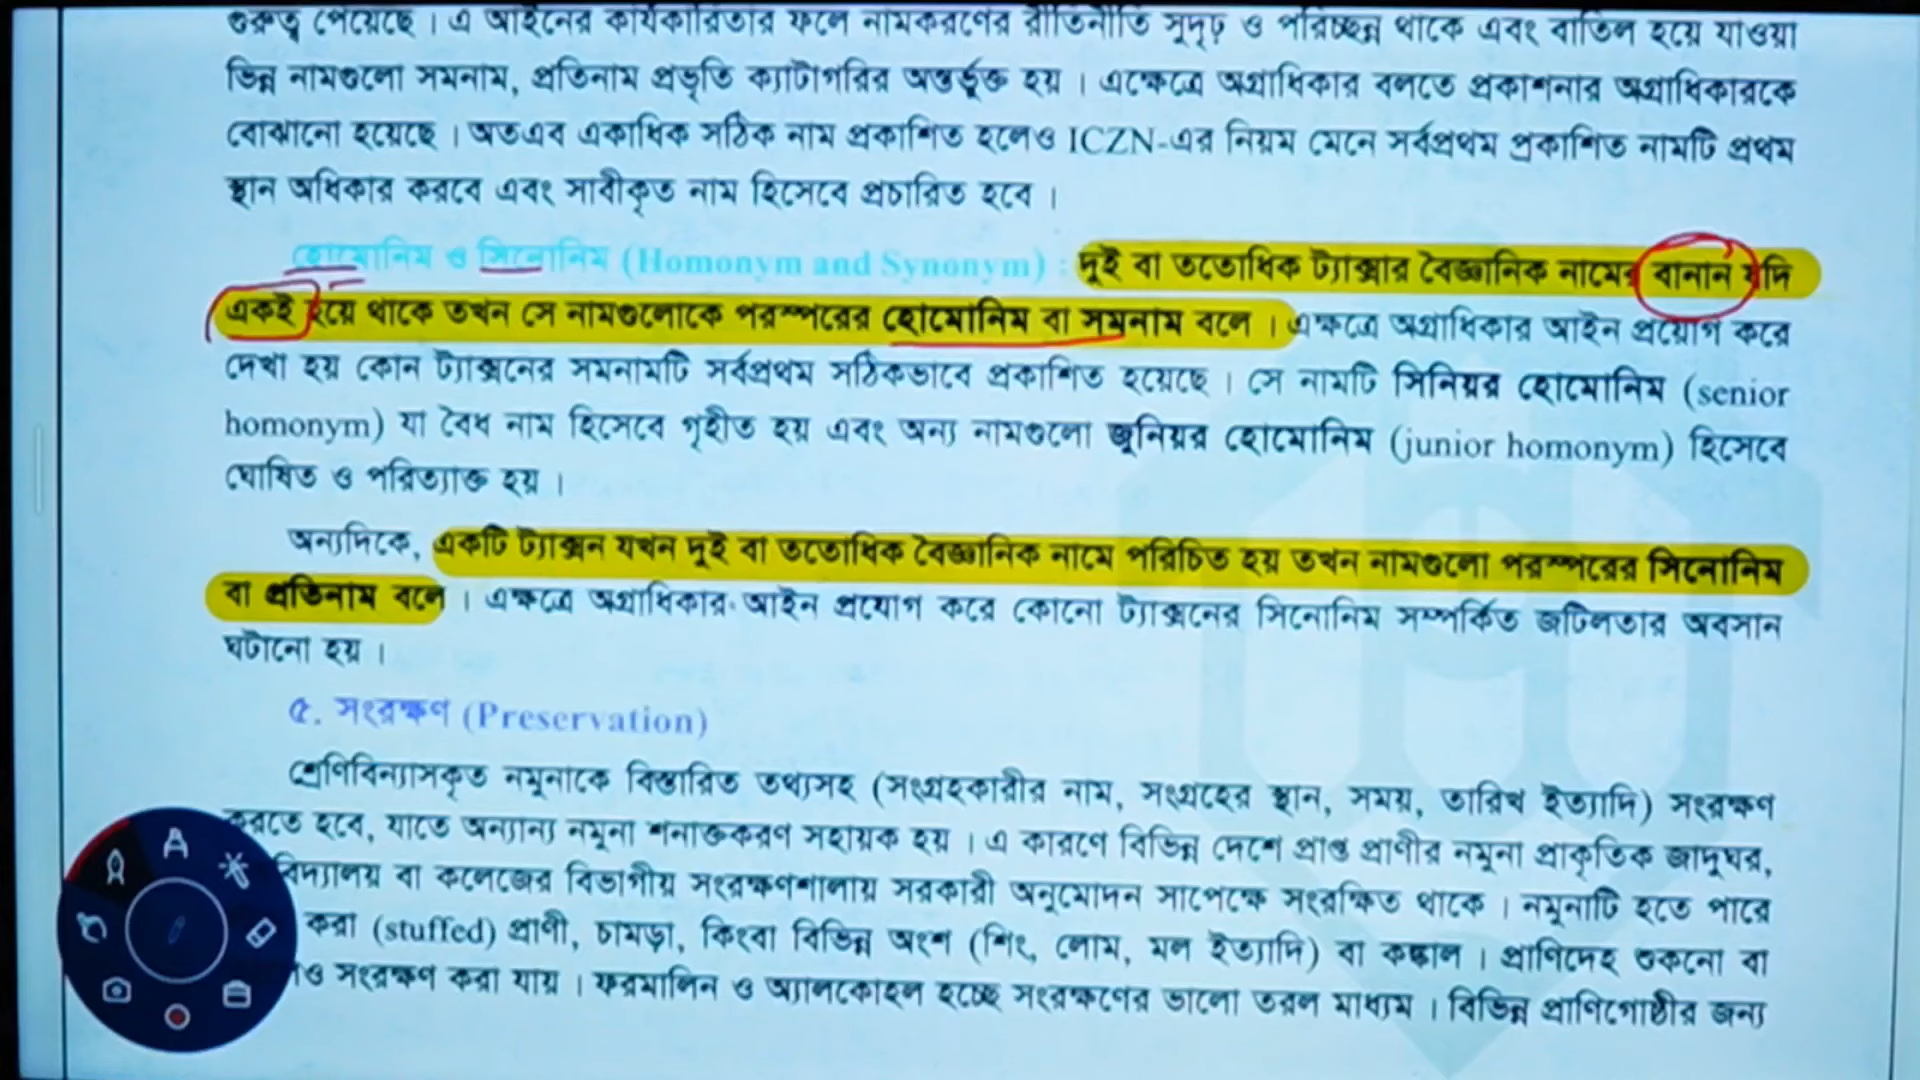 গুরুত্ব পেয়েছে । এ আইনের কার্যকারিতার ফলে নামকরণের রীতিনীতি সুদৃঢ় ও পরিচ্ছন্ন থাকে এবং বাতিল হয়ে যাওয়া
ভিন্ন নামগুলো সমনাম, প্রতিনাম প্রভৃতি ক্যাটাগরির অন্তর্ভুক্ত হয় । এক্ষেত্রে অগ্রাধিকার বলতে প্রকাশনার অগ্রাধিকারকে
বোঝানো হয়েছে । অতএব একাধিক সঠিক নাম প্রকাশিত হলেও ICZN-এর নিয়ম মেনে সর্বপ্রথম প্রকাশিত নামটি প্রথম
স্থান অধিকার করবে এবং সাবীকৃত নাম হিসেবে প্রচারিত হবে ।
হোমোনিম ও সিনোনিম (Homonym and Synonym) : দুই বা ততোধিক ট্যাক্সার বৈজ্ঞানিক নামের বানান যদি
একই হয়ে থাকে তখন সে নামগুলোকে পরস্পরের হোমোনিম বা সমনাম বলে । এক্ষত্রে অগ্রাধিকার আইন প্রয়োগ করে
দেখা হয় কোন ট্যাক্সনের সমনামটি সর্বপ্রথম সঠিকভাবে প্রকাশিত হয়েছে । সে নামটি সিনিয়র হোমোনিম (senior
homonym) যা বৈধ নাম হিসেবে গৃহীত হয় এবং অন্য নামগুলো জুনিয়র হোমোনিম (junior homonym) হিসেবে
ঘোষিত ও পরিত্যাক্ত হয় ।
অন্যদিকে, একটি ট্যাক্সন যখন দুই বা ততোধিক বৈজ্ঞানিক নামে পরিচিত হয় তখন নামগুলো পরস্পরের সিনোনিম
বা প্রতিনাম বলে । এক্ষত্রে অগ্রাধিকার আইন প্রযোগ করে কোনো ট্যাক্সনের সিনোনিম সম্পর্কিত জটিলতার অবসান
ঘটানো হয় ।
৫. সংরক্ষণ (Preservation)
শ্রেণিবিন্যাসকৃত নমুনাকে বিস্তারিত তথ্যসহ (সংগ্রহকারীর নাম, সংগ্রহের স্থান, সময়, তারিখ ইত্যাদি) সংরক্ষণ
করতে হবে, যাতে অন্যান্য নমুনা শনাক্তকরণ সহায়ক হয় । এ কারণে বিভিন্ন দেশে প্রাপ্ত প্রাণীর নমুনা প্রাকৃতিক জাদুঘর,
বিদ্যালয় বা কলেজের বিভাগীয় সংরক্ষণশালায় সরকারী অনুমোদন সাপেক্ষে সংরক্ষিত থাকে । নমুনাটি হতে পারে
করা (stuffed) প্রাণী, চামড়া, কিংবা বিভিন্ন অংশ (শিং, লোম, মল ইত্যাদি) বা কঙ্কাল । প্রাণিদেহ শুকনো বা
ও সংরক্ষণ করা যায় । ফরমালিন ও অ্যালকোহল হচ্ছে সংরক্ষণের ভালো তরল মাধ্যম । বিভিন্ন প্রাণিগোষ্ঠীর জন্য